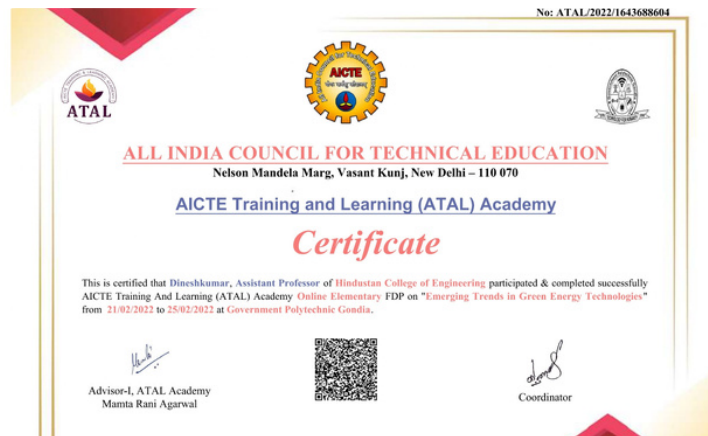 No: ATAL/2022/1643688604
AICTE
ATAL
ALL INDIA COUNCIL FOR TECHNICAL EDUCATION
Nelson Mandela Marg, Vasant Kunj, New Delhi – 110 070
AICTE Training and Learning (ATAL) Academy
Certificate
This is certified that Dineshkumar, Assistant Professor of Hindustan College of Engineering participated & completed successfully
AICTE Training And Learning (ATAL) Academy Online Elementary FDP on "Emerging Trends in Green Energy Technologies"
from 21/02/2022 to 25/02/2022 at Government Polytechnic Gondia.
Advisor-I, ATAL Academy
Mamta Rani Agarwal
Coordinator